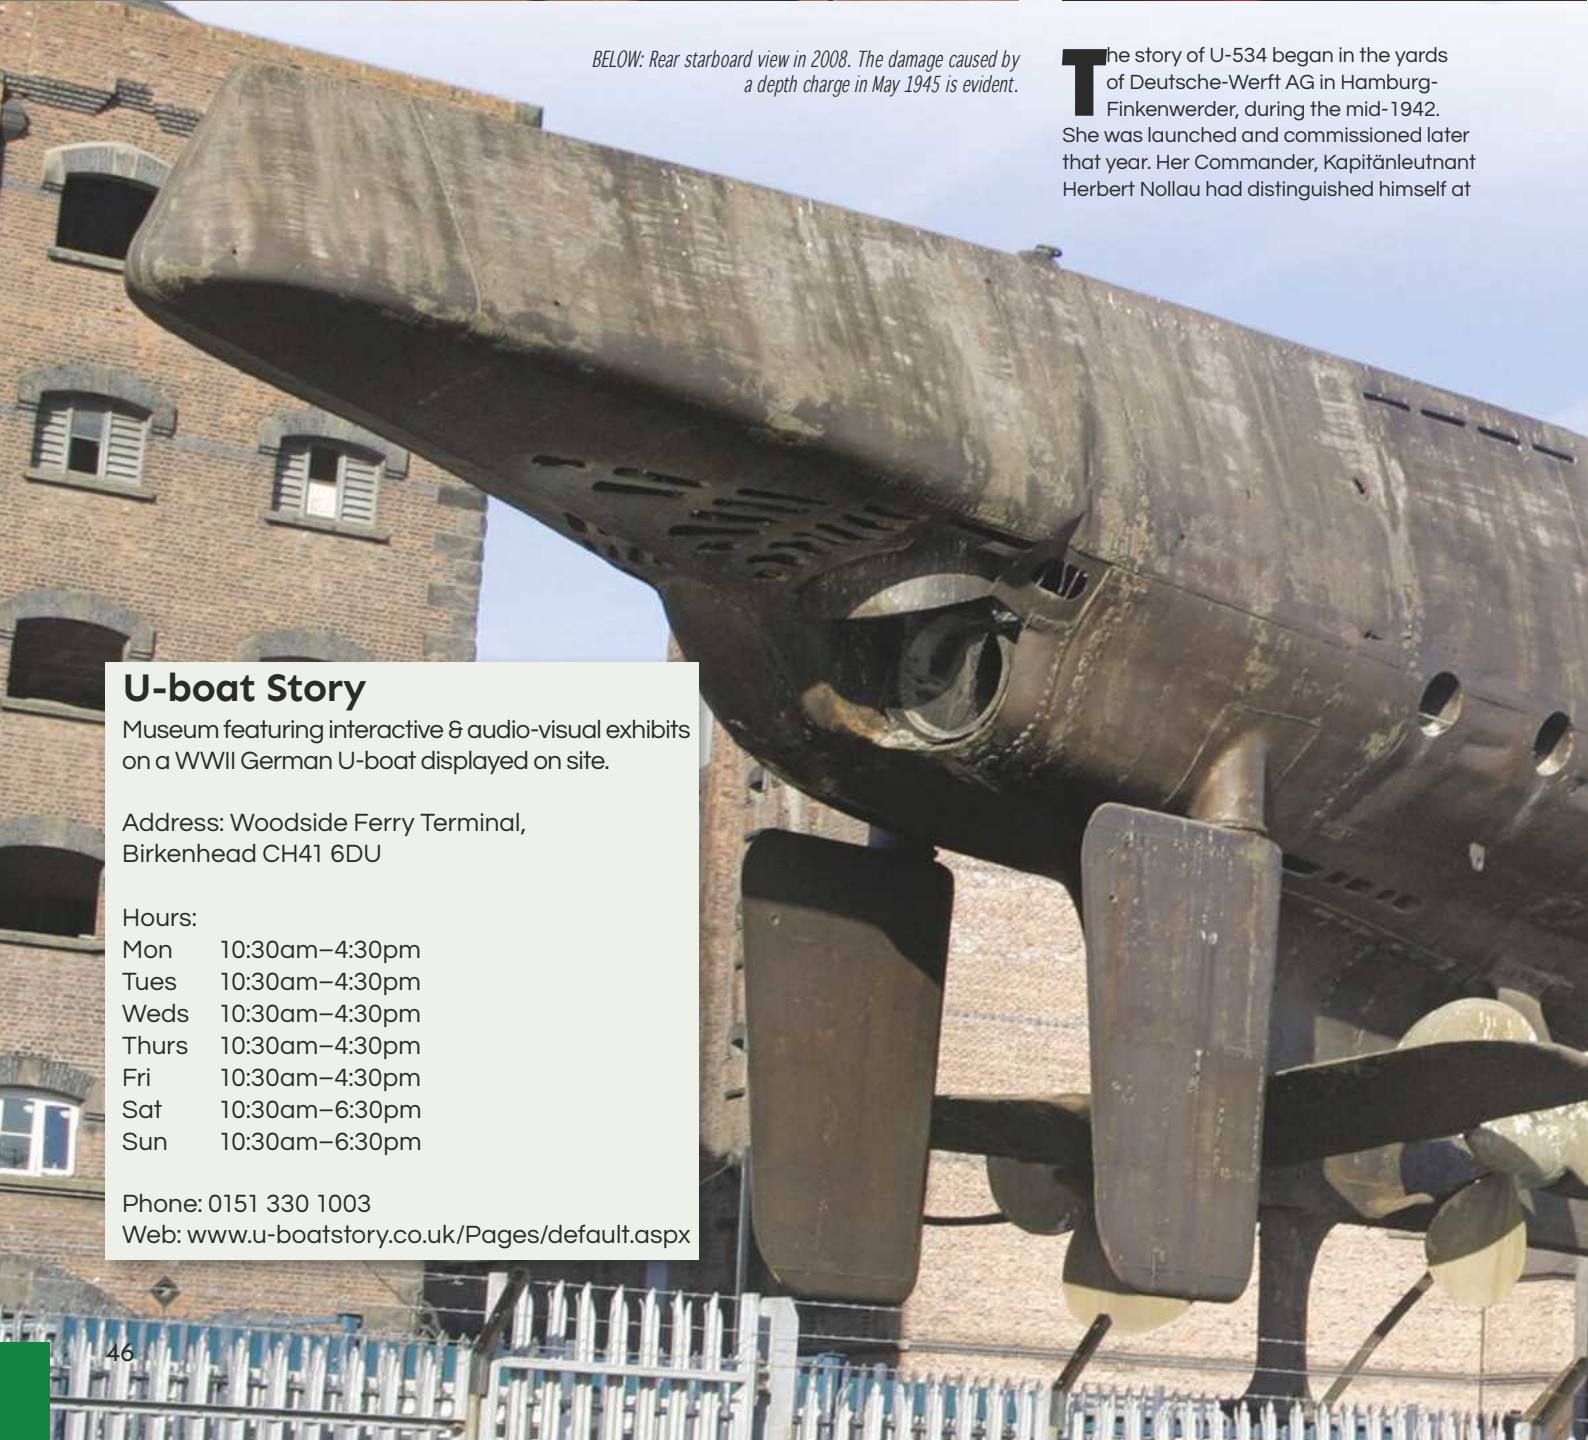 BELOW: Rear starboard view in 2008. The damage caused by
a depth charge in May 1945 is evident.
The story of U-534 began in the yards
of Deutsche-Werft AG in Hamburg-
Finkenwerder, during the mid-1942.
She was launched and commissioned later
that year. Her Commander, Kapitänleutnant
Herbert Nollau had distinguished himself at
U-boat Story
Museum featuring interactive & audio-visual exhibits
on a WWII German U-boat displayed on site.
Address: Woodside Ferry Terminal,
Birkenhead CH41 6DU
Hours:
Mon 10:30am–4:30pm
Tues 10:30am–4:30pm
Weds 10:30am–4:30pm
Thurs 10:30am–4:30pm
Fri 10:30am–4:30pm
Sat 10:30am–6:30pm
Sun 10:30am–6:30pm
Phone: 0151 330 1003
Web: www.u-boatstory.co.uk/Pages/default.aspx
46